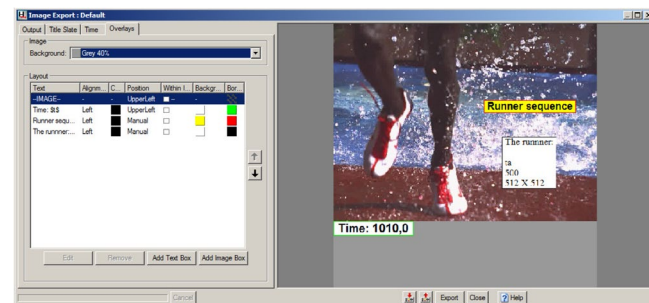 Image Export : Default
Output Title Slate Time Overlays
Image
Background: Grey 40%
Layout
Text Alignm... C... Position Within I... Backgr... Bor...
--IMAGE-- - - UpperLeft - -
Time: $t$ Left UpperLeft
Runner sequ... Left Manual
The runnner:... Left Manual
Edit Remove Add Text Box Add Image Box
Cancel
Runner sequence
The runnner:
ta
500
512 X 512
Time: 1010,0
Export Close ? Help